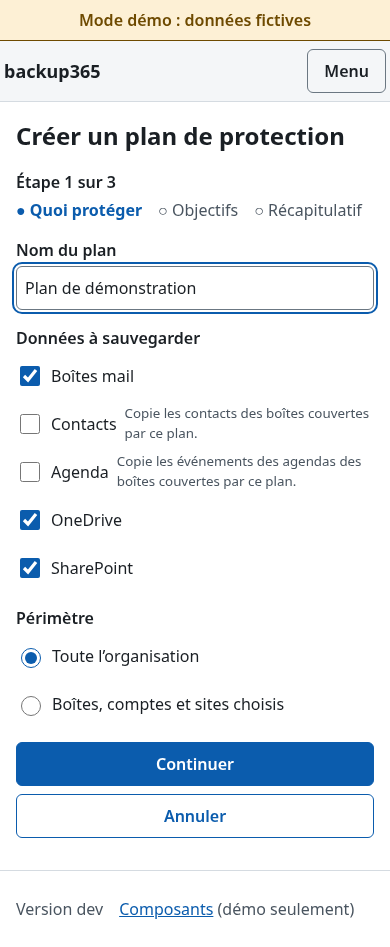 Mode démo : données fictives
backup365
Menu
Créer un plan de protection
Étape 1 sur 3
● Quoi protéger ○ Objectifs ○ Récapitulatif
Nom du plan
Plan de démonstration
Données à sauvegarder
Boîtes mail
Contacts
Copie les contacts des boîtes couvertes
par ce plan.
Agenda
Copie les événements des agendas des
boîtes couvertes par ce plan.
OneDrive
SharePoint
Périmètre
Toute l’organisation
Boîtes, comptes et sites choisis
Continuer
Annuler
Version dev Composants (démo seulement)